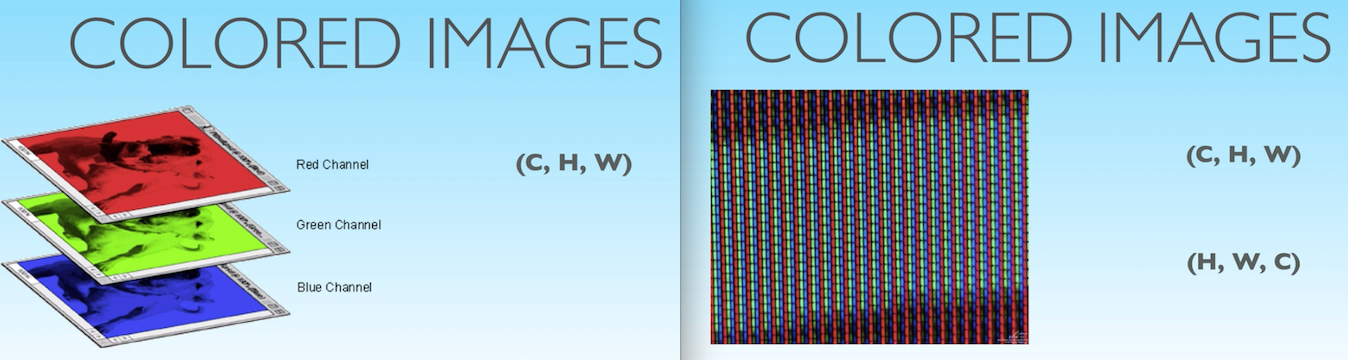 COLORED IMAGES
Red Channel
(C, H, W)
Green Channel
Blue Channel
COLORED IMAGES
(C, H, W)
(H, W, C)